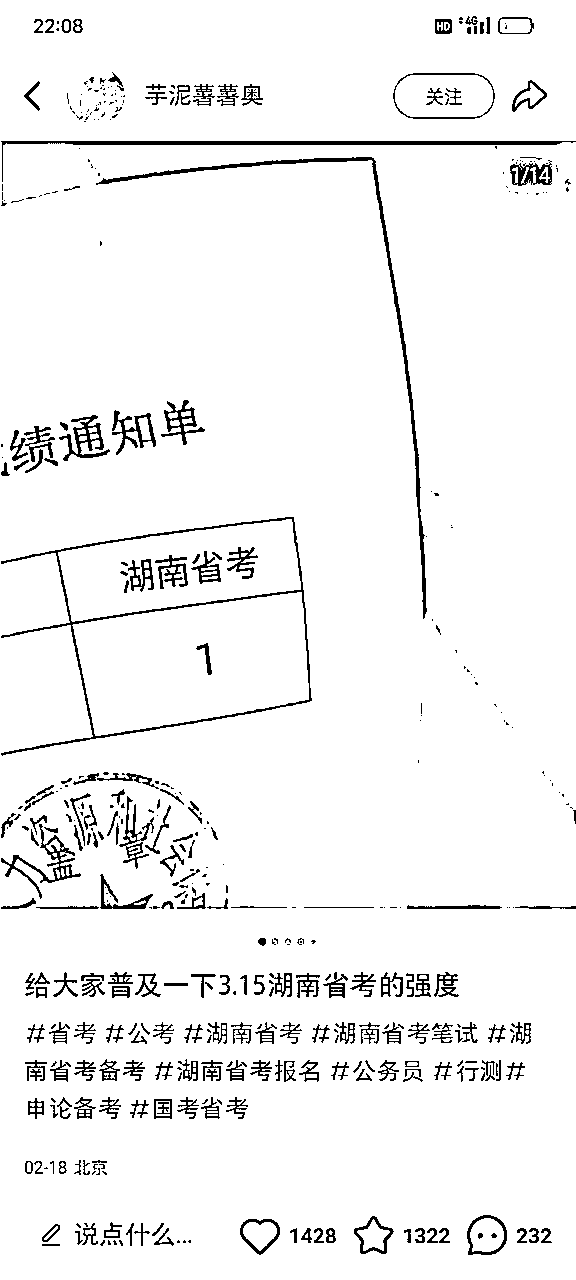 22:08
HD 4G
芋泥薯薯奥
关注
1/14
绩通知单
湖南省考
1
力资源和社会
盖章
给大家普及一下3.15湖南省考的强度
#省考 #公考 #湖南省考 #湖南省考笔试 #湖
南省考备考 #湖南省考报名 #公务员 #行测#
申论备考 #国考省考
02-18 北京
说点什么...
1428
1322
232